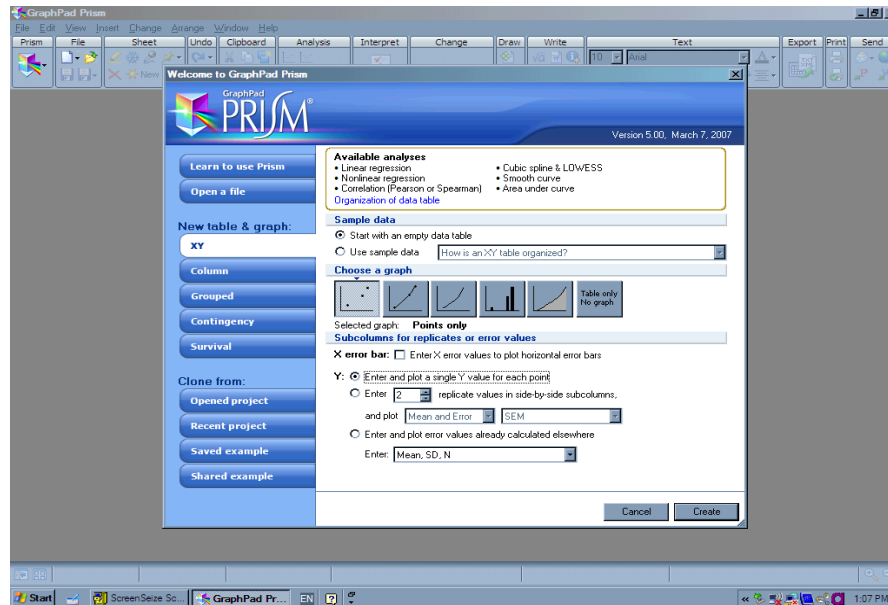 GraphPad Prism
File Edit View Insert Change Arrange Window Help
Prism File Sheet Undo Clipboard Analysis Interpret Change Draw Write Text Export Print Send
New 10 Arial
Welcome to GraphPad Prism
GraphPad
PRISM®
Version 5.00, March 7, 2007
Learn to use Prism
Open a file
New table & graph:
XY
Column
Grouped
Contingency
Survival
Clone from:
Opened project
Recent project
Saved example
Shared example
Available analyses
• Linear regression
• Nonlinear regression
• Correlation (Pearson or Spearman)
• Cubic spline & LOWESS
• Smooth curve
• Area under curve
Organization of data table
Sample data
Start with an empty data table
Use sample data How is an XY table organized?
Choose a graph
Table only
No graph
Selected graph: Points only
Subcolumns for replicates or error values
X error bar: Enter X error values to plot horizontal error bars
Y: Enter and plot a single Y value for each point
Enter 2 replicate values in side-by-side subcolumns,
and plot Mean and Error SEM
Enter and plot error values already calculated elsewhere
Enter: Mean, SD, N
Cancel Create
Start ScreenSeize Sc... GraphPad Pr... EN 1:07 PM